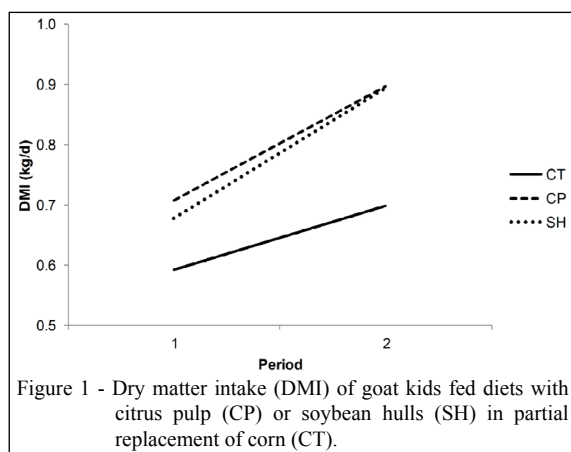 1.0
0.9
0.8
0.7
0.6
0.5
DMI (kg/d)
1
2
Period
CT
CP
SH
Figure 1 - Dry matter intake (DMI) of goat kids fed diets with
citrus pulp (CP) or soybean hulls (SH) in partial
replacement of corn (CT).